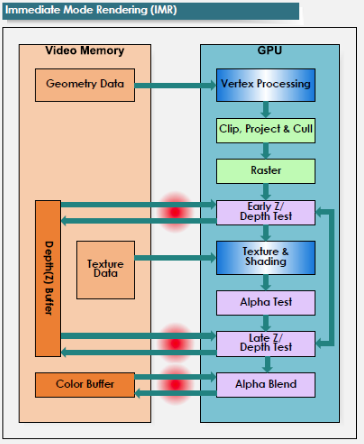 Immediate Mode Rendering (IMR)
Video Memory
GPU
Geometry Data
Vertex Processing
Clip, Project & Cull
Raster
Early Z/
Depth Test
Depth(Z) Buffer
Texture
Data
Texture &
Shading
Alpha Test
Late Z/
Depth Test
Color Buffer
Alpha Blend